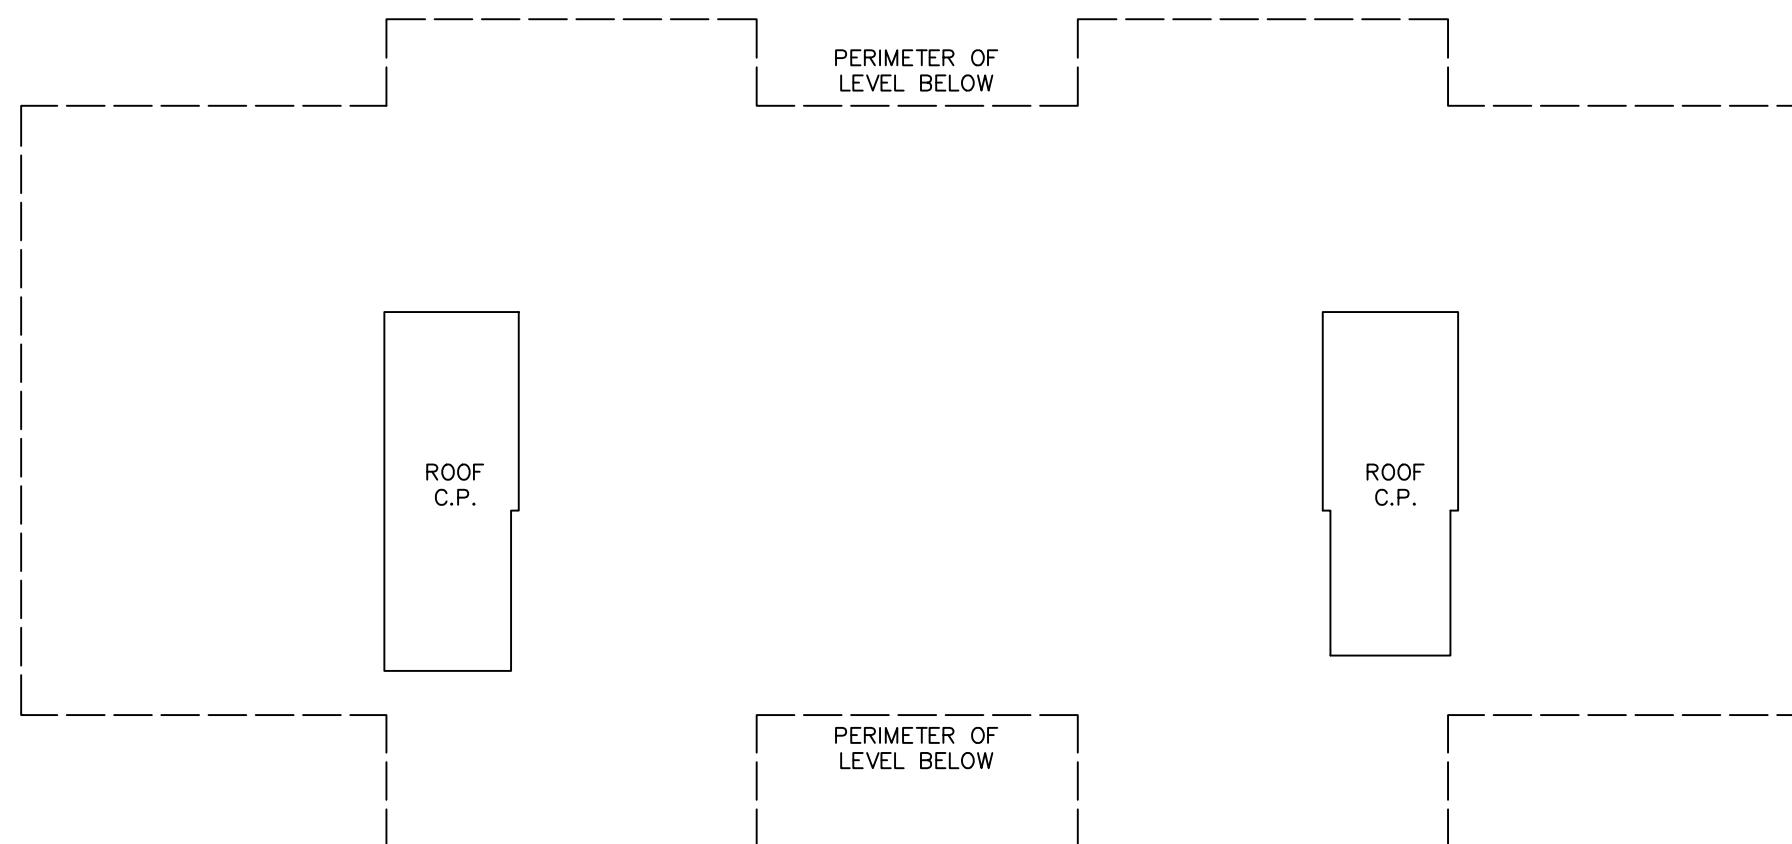 PERIMETER OF
LEVEL BELOW
ROOF
C.P.
ROOF
C.P.
PERIMETER OF
LEVEL BELOW